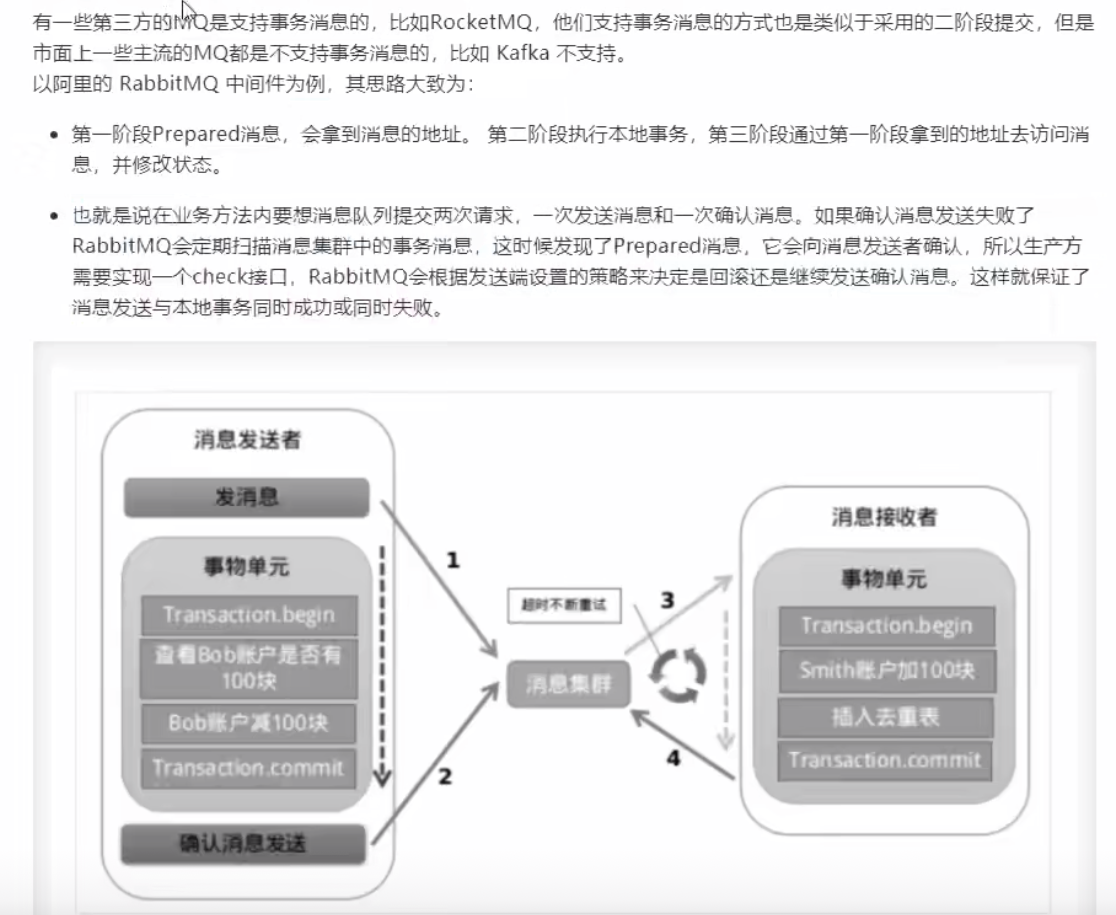 有一些第三方的MQ是支持事务消息的，比如RocketMQ，他们支持事务消息的方式也是类似于采用的二阶段提交，但是
市面上一些主流的MQ都是不支持事务消息的，比如 Kafka 不支持。
以阿里的 RabbitMQ 中间件为例，其思路大致为：
• 第一阶段Prepared消息，会拿到消息的地址。 第二阶段执行本地事务，第三阶段通过第一阶段拿到的地址去访问消
息，并修改状态。
• 也就是说在业务方法内要想消息队列提交两次请求，一次发送消息和一次确认消息。如果确认消息发送失败了
RabbitMQ会定期扫描消息集群中的事务消息，这时候发现了Prepared消息，它会向消息发送者确认，所以生产方
需要实现一个check接口，RabbitMQ会根据发送端设置的策略来决定是回滚还是继续发送确认消息。这样就保证了
消息发送与本地事务同时成功或同时失败。
消息发送者
发消息
事物单元
Transaction.begin
查看Bob账户是否有
100块
Bob账户减100块
Transaction.commit
确认消息发送
1
2
超时不断重试
消息集群
3
4
消息接收者
事物单元
Transaction.begin
Smith账户加100块
插入去重表
Transaction.commit